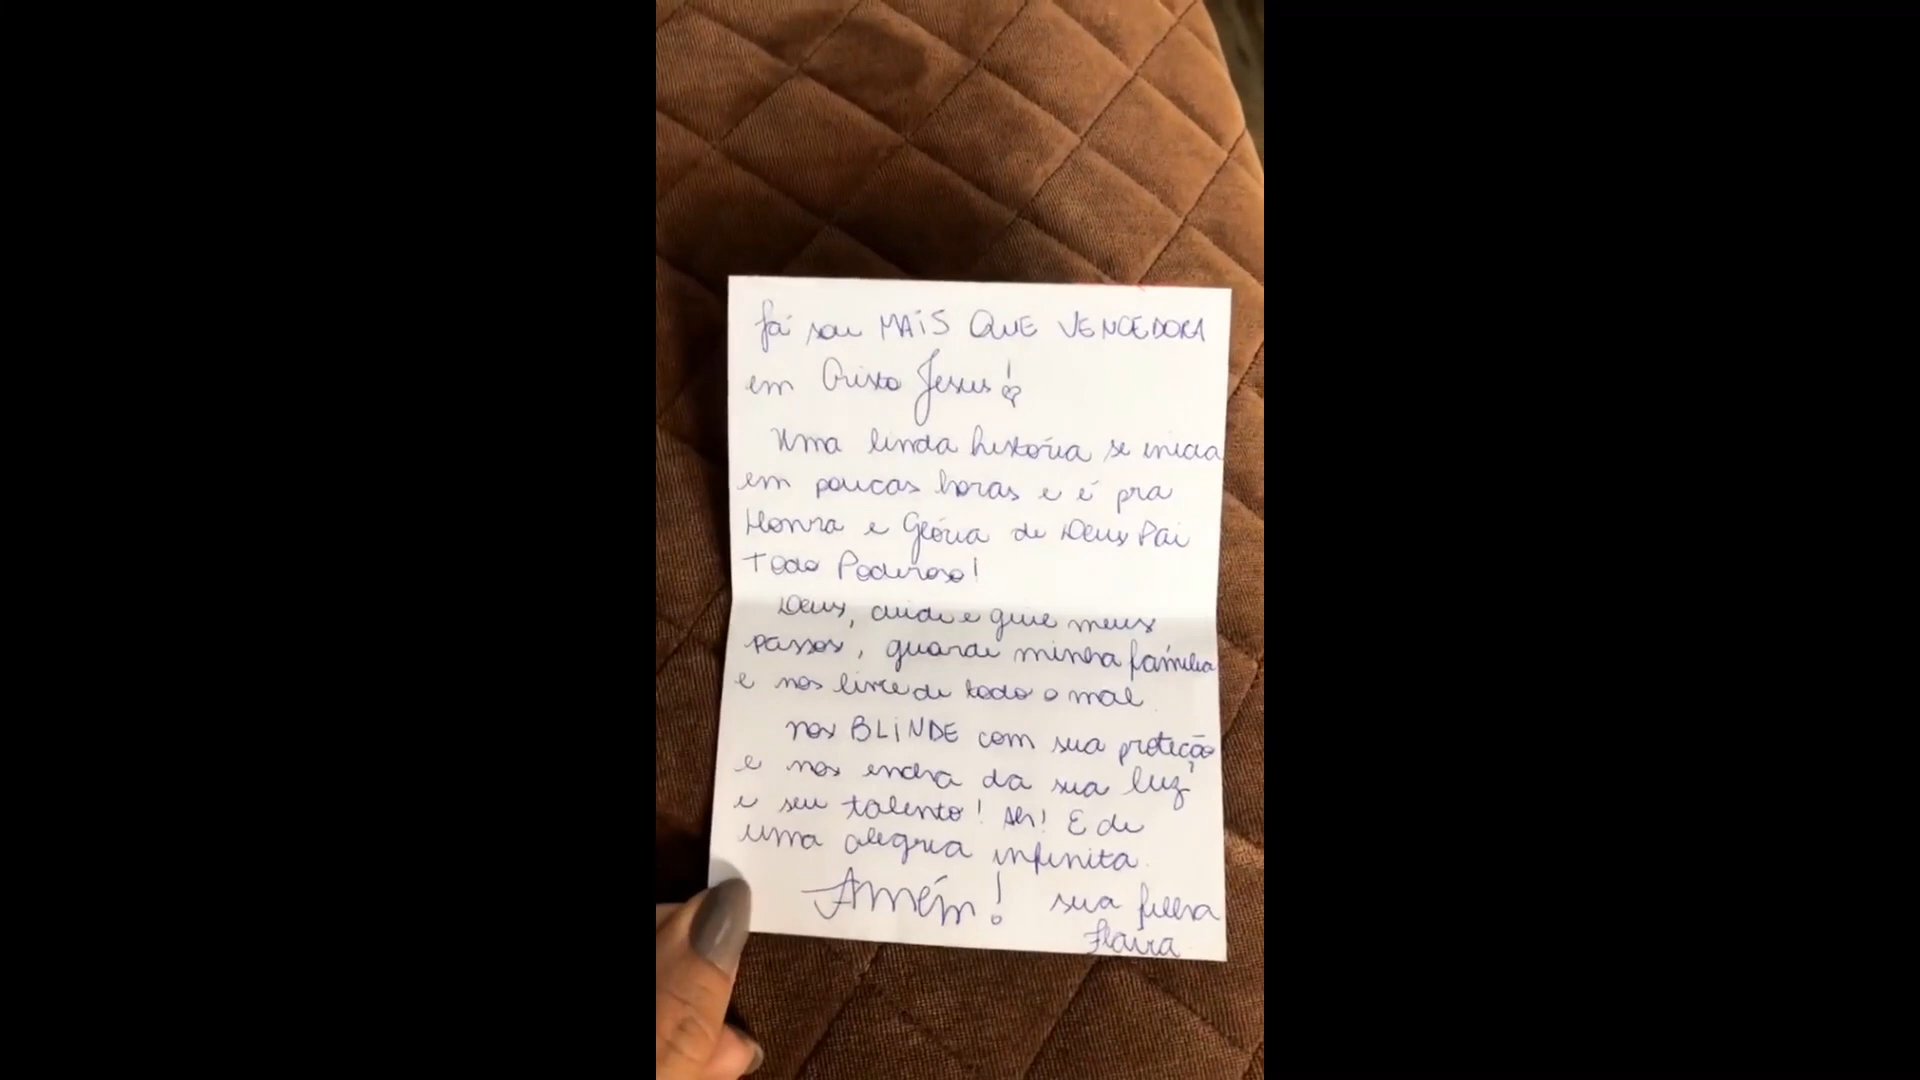 Já sou MAIS QUE VENCEDORA
em Cristo Jesus!
Uma linda história se inicia
em poucas horas e é pra
Honra e Glória de Deus Pai
Todo Poderoso!
Deus, cuide e guie meus
passos, guarde minha família
e nos livre de todo o mal.
nos BLINDE com sua proteção
e nos encha da sua luz
e seu talento! Ah! E de
uma alegria infinita.
Amém! sua filha
Flavia